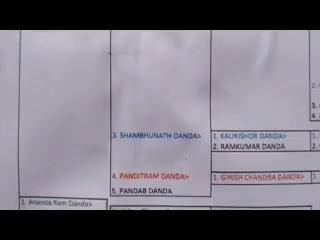 3. SHAMBHUNATH DANDA>
1. KALIKISHOR DANDA>
2. RAMKUMAR DANDA
4. PANDITRAM DANDA>
1. GIRISH CHANDRA DANDA>
5. PANDAB DANDA
1. Ananda Ram Danda>